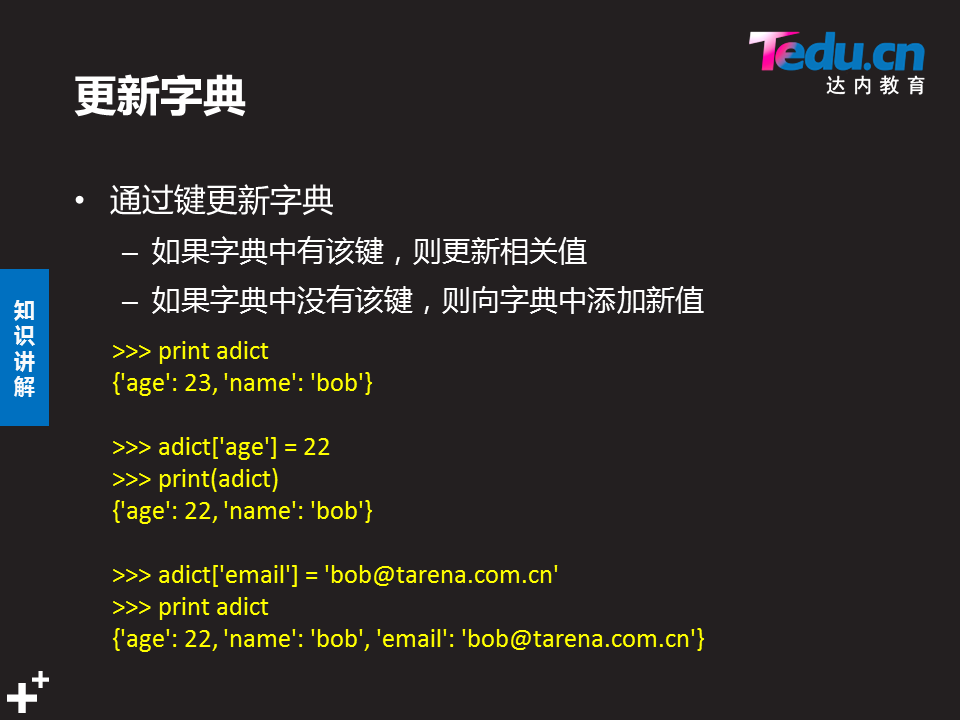 Tedu.cn
达内教育
更新字典
• 通过键更新字典
– 如果字典中有该键，则更新相关值
– 如果字典中没有该键，则向字典中添加新值
知识讲解
>>> print adict
{'age': 23, 'name': 'bob'}
>>> adict['age'] = 22
>>> print(adict)
{'age': 22, 'name': 'bob'}
>>> adict['email'] = 'bob@tarena.com.cn'
>>> print adict
{'age': 22, 'name': 'bob', 'email': 'bob@tarena.com.cn'}